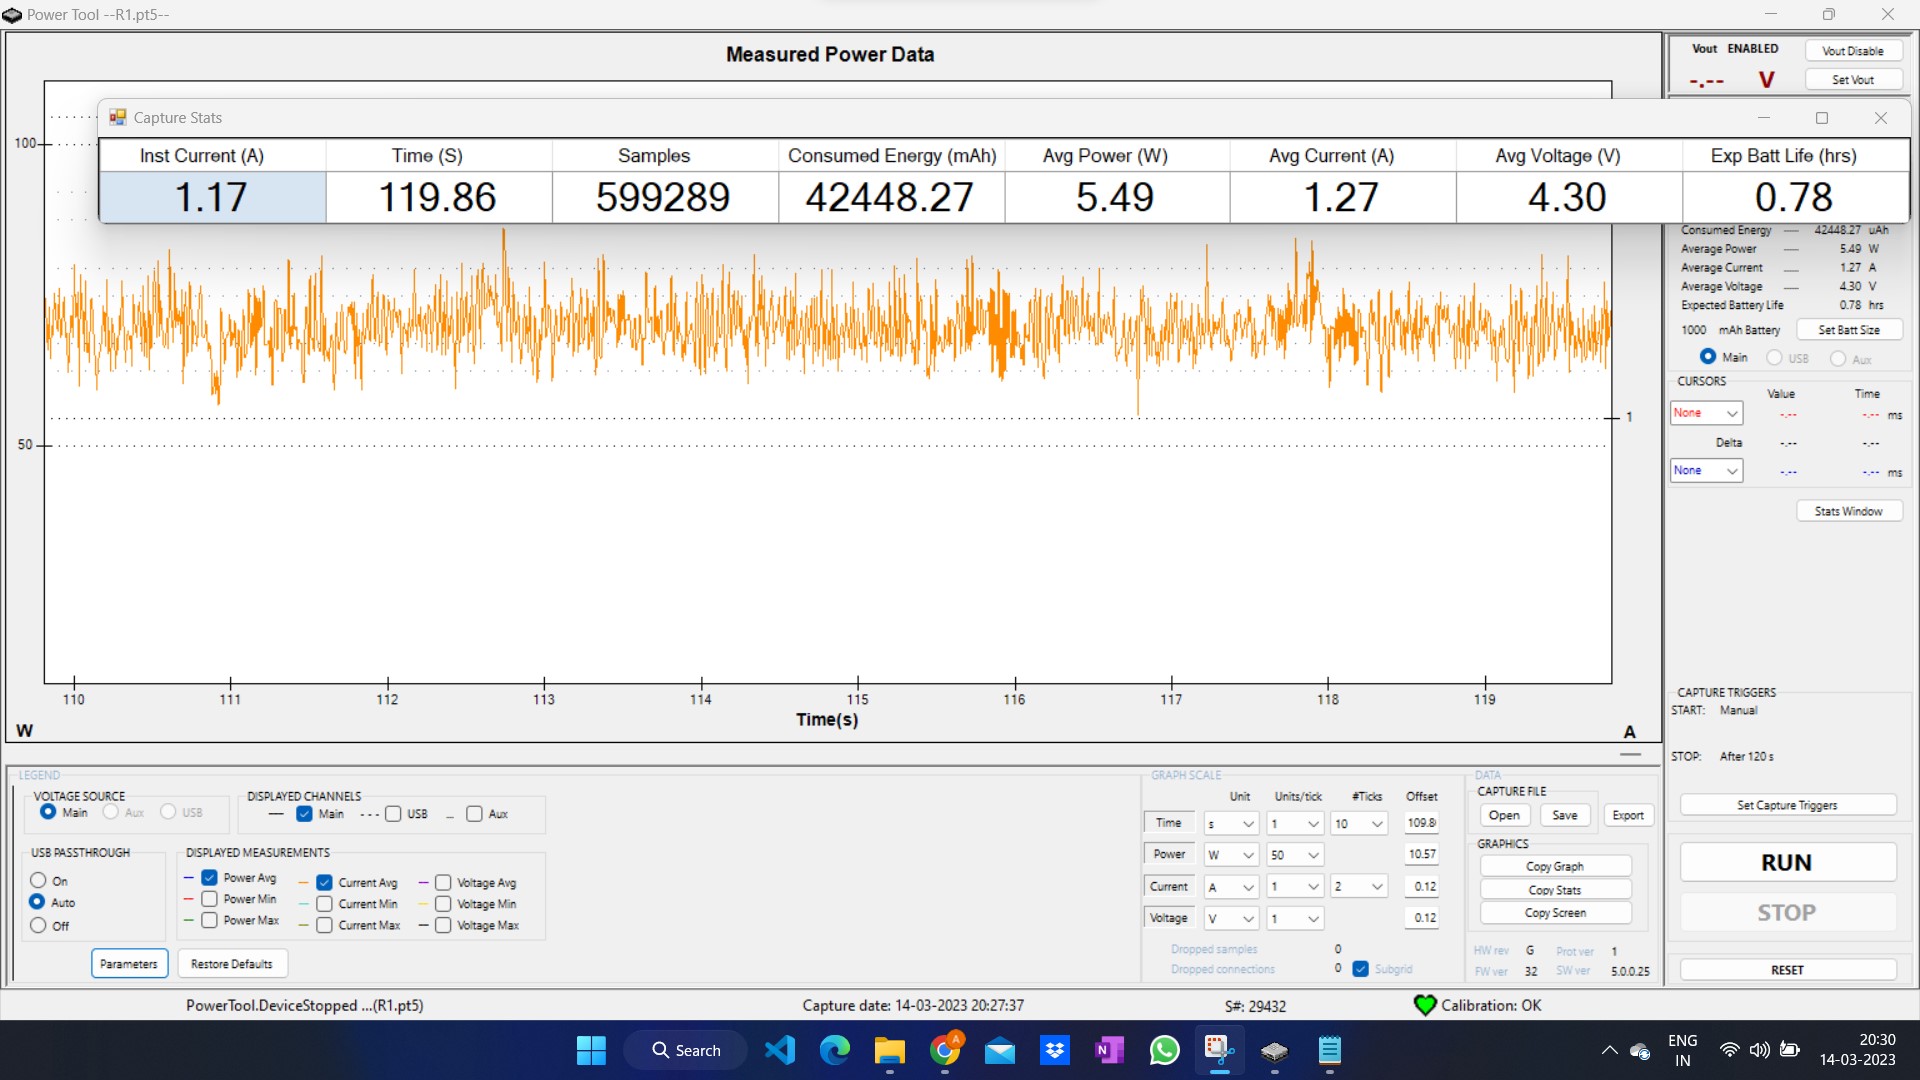 Power Tool --R1.pt5--
Measured Power Data
Vout ENABLED
Vout Disable
-.-- V
Set Vout
Capture Stats
Inst Current (A) Time (S) Samples Consumed Energy (mAh) Avg Power (W) Avg Current (A) Avg Voltage (V) Exp Batt Life (hrs)
1.17 119.86 599289 42448.27 5.49 1.27 4.30 0.78
100
50
1
Consumed Energy 42448.27 uAh
Average Power 5.49 W
Average Current 1.27 A
Average Voltage 4.30 V
Expected Battery Life 0.78 hrs
1000 mAh Battery Set Batt Size
Main USB Aux
CURSORS
Value Time
None -.-- -.-- ms
Delta -.-- -.--
None -.-- -.-- ms
Stats Window
110 111 112 113 114 115 116 117 118 119
Time(s)
W
A
CAPTURE TRIGGERS
START: Manual
STOP: After 120 s
Set Capture Triggers
RUN
STOP
RESET
LEGEND
VOLTAGE SOURCE
Main Aux USB
DISPLAYED CHANNELS
Main USB Aux
USB PASSTHROUGH
On
Auto
Off
DISPLAYED MEASUREMENTS
Power Avg Current Avg Voltage Avg
Power Min Current Min Voltage Min
Power Max Current Max Voltage Max
Parameters Restore Defaults
GRAPH SCALE
Unit Units/tick #Ticks Offset
Time s 1 10 109.8
Power W 50 10.57
Current A 1 2 0.12
Voltage V 1 0.12
Dropped samples 0
Dropped connections 0 Subgrid
DATA
CAPTURE FILE
Open Save Export
GRAPHICS
Copy Graph
Copy Stats
Copy Screen
HW rev G Prot ver 1
FW ver 32 SW ver 5.0.0.25
PowerTool.DeviceStopped ...(R1.pt5) Capture date: 14-03-2023 20:27:37 S#: 29432 Calibration: OK
Search
A
N
ENG
IN
20:30
14-03-2023